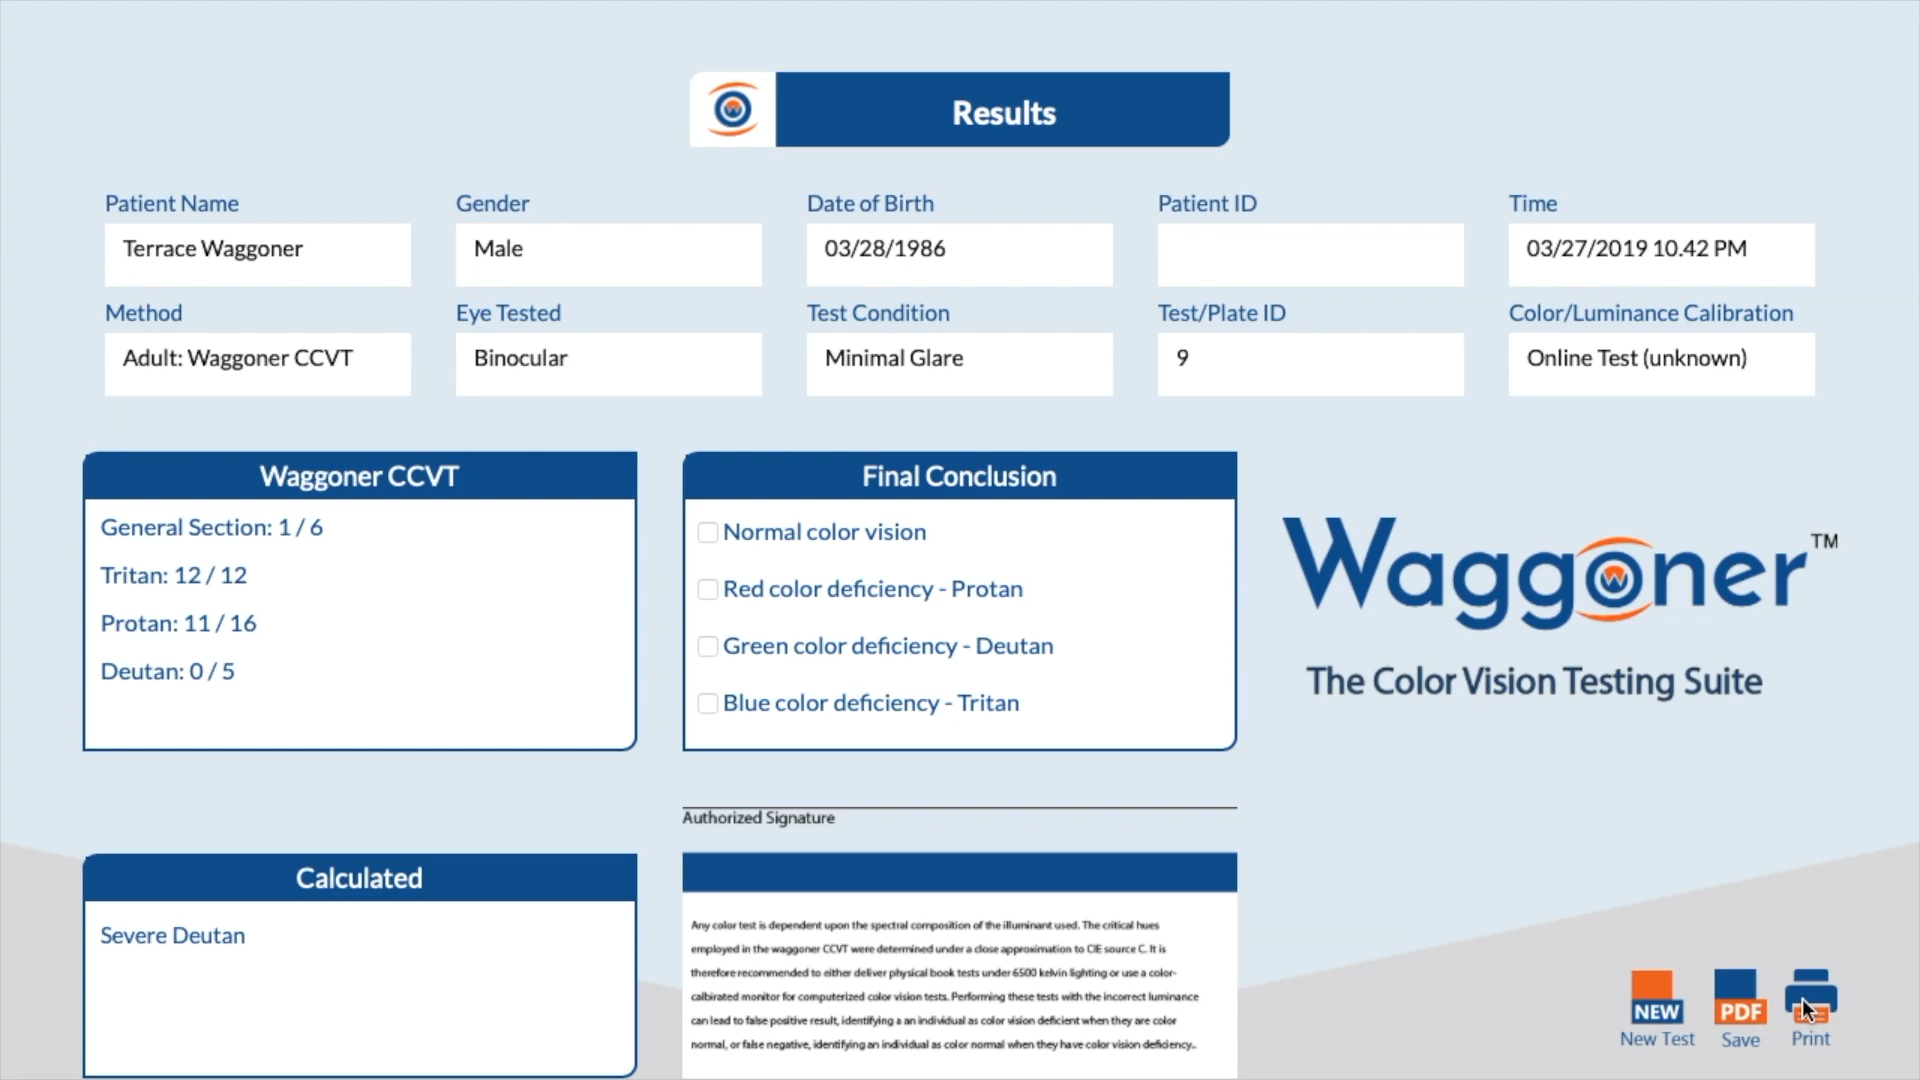 Results
Patient Name
Gender
Date of Birth
Patient ID
Time
Terrace Waggoner
Male
03/28/1986
03/27/2019 10.42 PM
Method
Eye Tested
Test Condition
Test/Plate ID
Color/Luminance Calibration
Adult: Waggoner CCVT
Binocular
Minimal Glare
9
Online Test (unknown)
Waggoner CCVT
General Section: 1 / 6
Tritan: 12 / 12
Protan: 11 / 16
Deutan: 0 / 5
Final Conclusion
Normal color vision
Red color deficiency - Protan
Green color deficiency - Deutan
Blue color deficiency - Tritan
Waggoner™
The Color Vision Testing Suite
Authorized Signature
Calculated
Severe Deutan
Any color test is dependent upon the spectral composition of the illuminant used. The critical hues
employed in the waggoner CCVT were determined under a close approximation to CIE source C. It is
therefore recommended to either deliver physical book tests under 6500 kelvin lighting or use a color-
calbirated monitor for computerized color vision tests. Performing these tests with the incorrect luminance
can lead to false positive result, identifying a an individual as color vision deficient when they are color
normal, or false negative, identifying an individual as color normal when they have color vision deficiency..
NEW
New Test
PDF
Save
Print